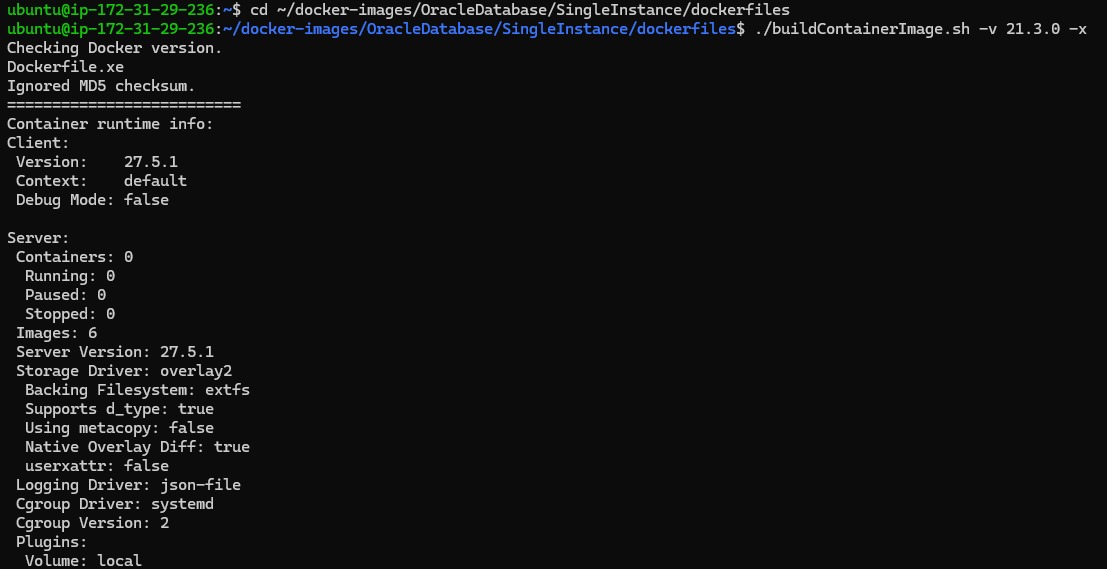 ubuntu@ip-172-31-29-236:~$ cd ~/docker-images/OracleDatabase/SingleInstance/dockerfiles
ubuntu@ip-172-31-29-236:~/docker-images/OracleDatabase/SingleInstance/dockerfiles$ ./buildContainerImage.sh -v 21.3.0 -x
Checking Docker version.
Dockerfile.xe
Ignored MD5 checksum.
==========================
Container runtime info:
Client:
 Version:    27.5.1
 Context:    default
 Debug Mode: false

Server:
 Containers: 0
  Running: 0
  Paused: 0
  Stopped: 0
 Images: 6
 Server Version: 27.5.1
 Storage Driver: overlay2
  Backing Filesystem: extfs
  Supports d_type: true
  Using metacopy: false
  Native Overlay Diff: true
  userxattr: false
 Logging Driver: json-file
 Cgroup Driver: systemd
 Cgroup Version: 2
 Plugins:
  Volume: local